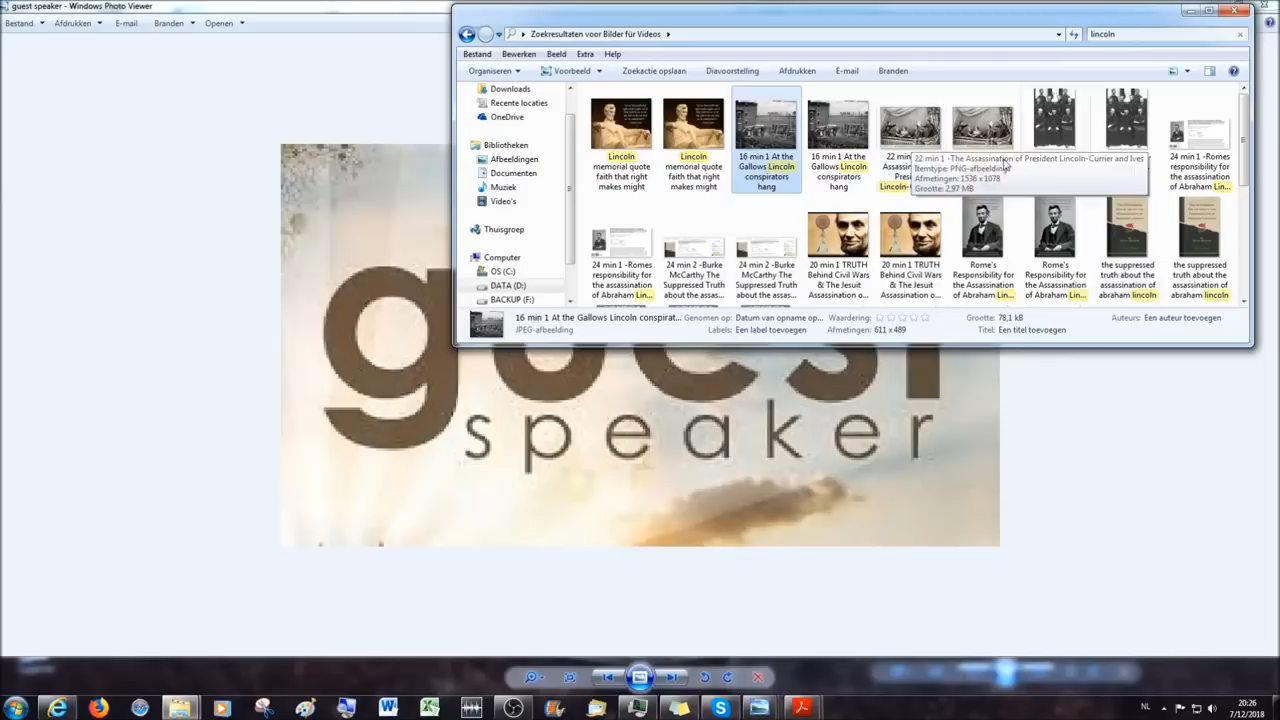 guest speaker - Windows Photo Viewer
Bestand Afdrukken E-mail Branden Openen
Zoekresultaten voor Bilder für Videos
lincoln
Bestand Bewerken Beeld Extra Help
Organiseren Voorbeeld Zoekactie opslaan Diavoorstelling Afdrukken E-mail Branden
Downloads
Recente locaties
OneDrive
Bibliotheken
Afbeeldingen
Documenten
Muziek
Video's
Thuisgroep
Computer
OS (C:)
DATA (D:)
BACKUP (F:)
Lincoln
memorial quote
faith that right
makes might
Lincoln
memorial quote
faith that right
makes might
16 min 1 At the
Gallows Lincoln
conspirators
hang
16 min 1 At the
Gallows Lincoln
conspirators
hang
22 min 1 -The Assassination of President Lincoln-Currier and Ives
Itemtype: PNG-afbeelding
Afmetingen: 1536 x 1078
Grootte: 2,97 MB
24 min 1 -Romes
responsibility for
the assassination
of Abraham Lin...
24 min 1 -Romes
responsibility for
the assassination
of Abraham Lin...
24 min 2 -Burke
McCarthy The
Suppressed Truth
about the assas...
24 min 2 -Burke
McCarthy The
Suppressed Truth
about the assas...
20 min 1 TRUTH
Behind Civil Wars
& The Jesuit
Assassination o...
20 min 1 TRUTH
Behind Civil Wars
& The Jesuit
Assassination o...
Rome's
Responsibility for
the Assassination
of Abraham Lin...
Rome's
Responsibility for
the Assassination
of Abraham Lin...
the suppressed
truth about the
assassination of
abraham lincoln
the suppressed
truth about the
assassination of
abraham lincoln
16 min 1 At the Gallows Lincoln conspirat... Genomen op: Datum van opname op... Waardering: Grootte: 78,1 kB Auteurs: Een auteur toevoegen
JPEG-afbeelding Labels: Een label toevoegen Afmetingen: 611 x 489 Titel: Een titel toevoegen
guest
speaker
NL
20:26
7/12/2018